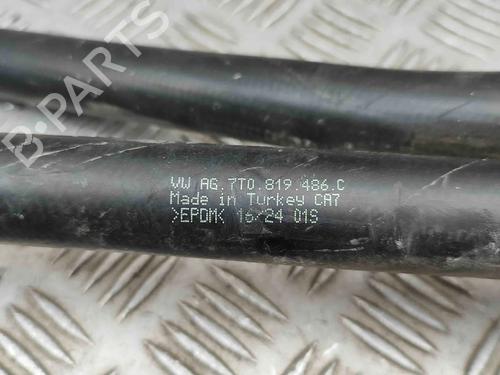 VW AG.7T0.819.486.C
Made in Turkey CA7
>EPDM< 16/24 01S
B-PARTS